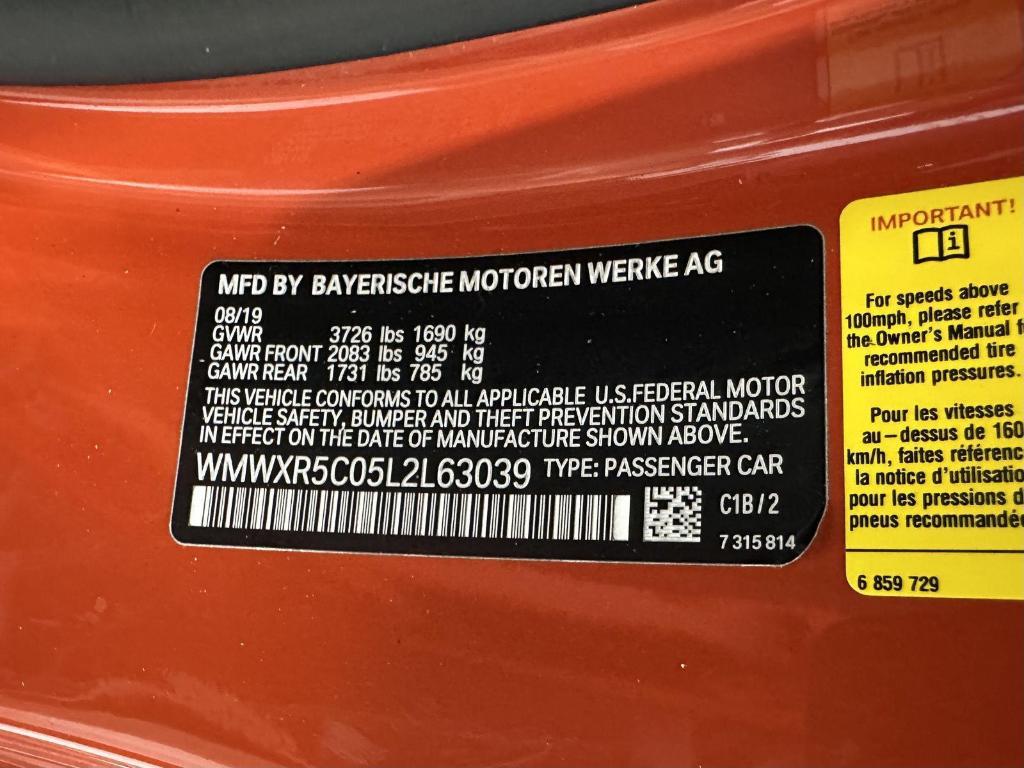 MFD BY BAYERISCHE MOTOREN WERKE AG
08/19
GVWR 3726 lbs 1690 kg
GAWR FRONT 2083 lbs 945 kg
GAWR REAR 1731 lbs 785 kg
THIS VEHICLE CONFORMS TO ALL APPLICABLE U.S.FEDERAL MOTOR
VEHICLE SAFETY, BUMPER AND THEFT PREVENTION STANDARDS
IN EFFECT ON THE DATE OF MANUFACTURE SHOWN ABOVE.
WMWXR5C05L2L63039 TYPE: PASSENGER CAR
C1B/2
7 315 814
IMPORTANT!
i
For speeds above
100mph, please refer
the Owner's Manual f
recommended tire
inflation pressures.
Pour les vitesses
au-dessus de 160
km/h, faites référenc
la notice d'utilisatio
pour les pressions d
pneus recommandée
6 859 729